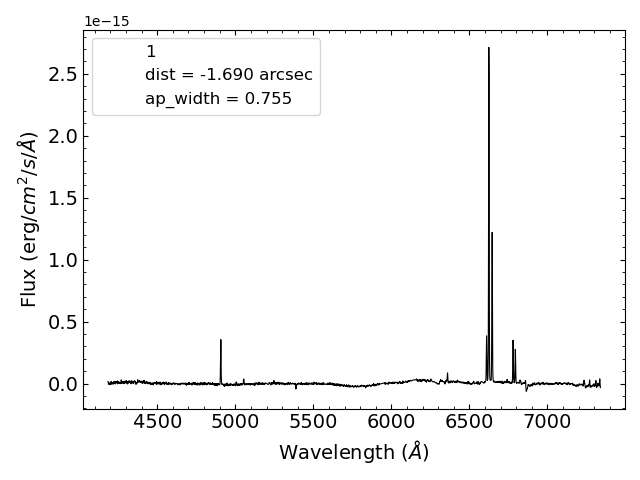 1e−15
1
dist = -1.690 arcsec
ap_width = 0.755
2.5
2.0
1.5
1.0
0.5
0.0
Flux (erg/cm²/s/Å)
4500 5000 5500 6000 6500 7000
Wavelength (Å)